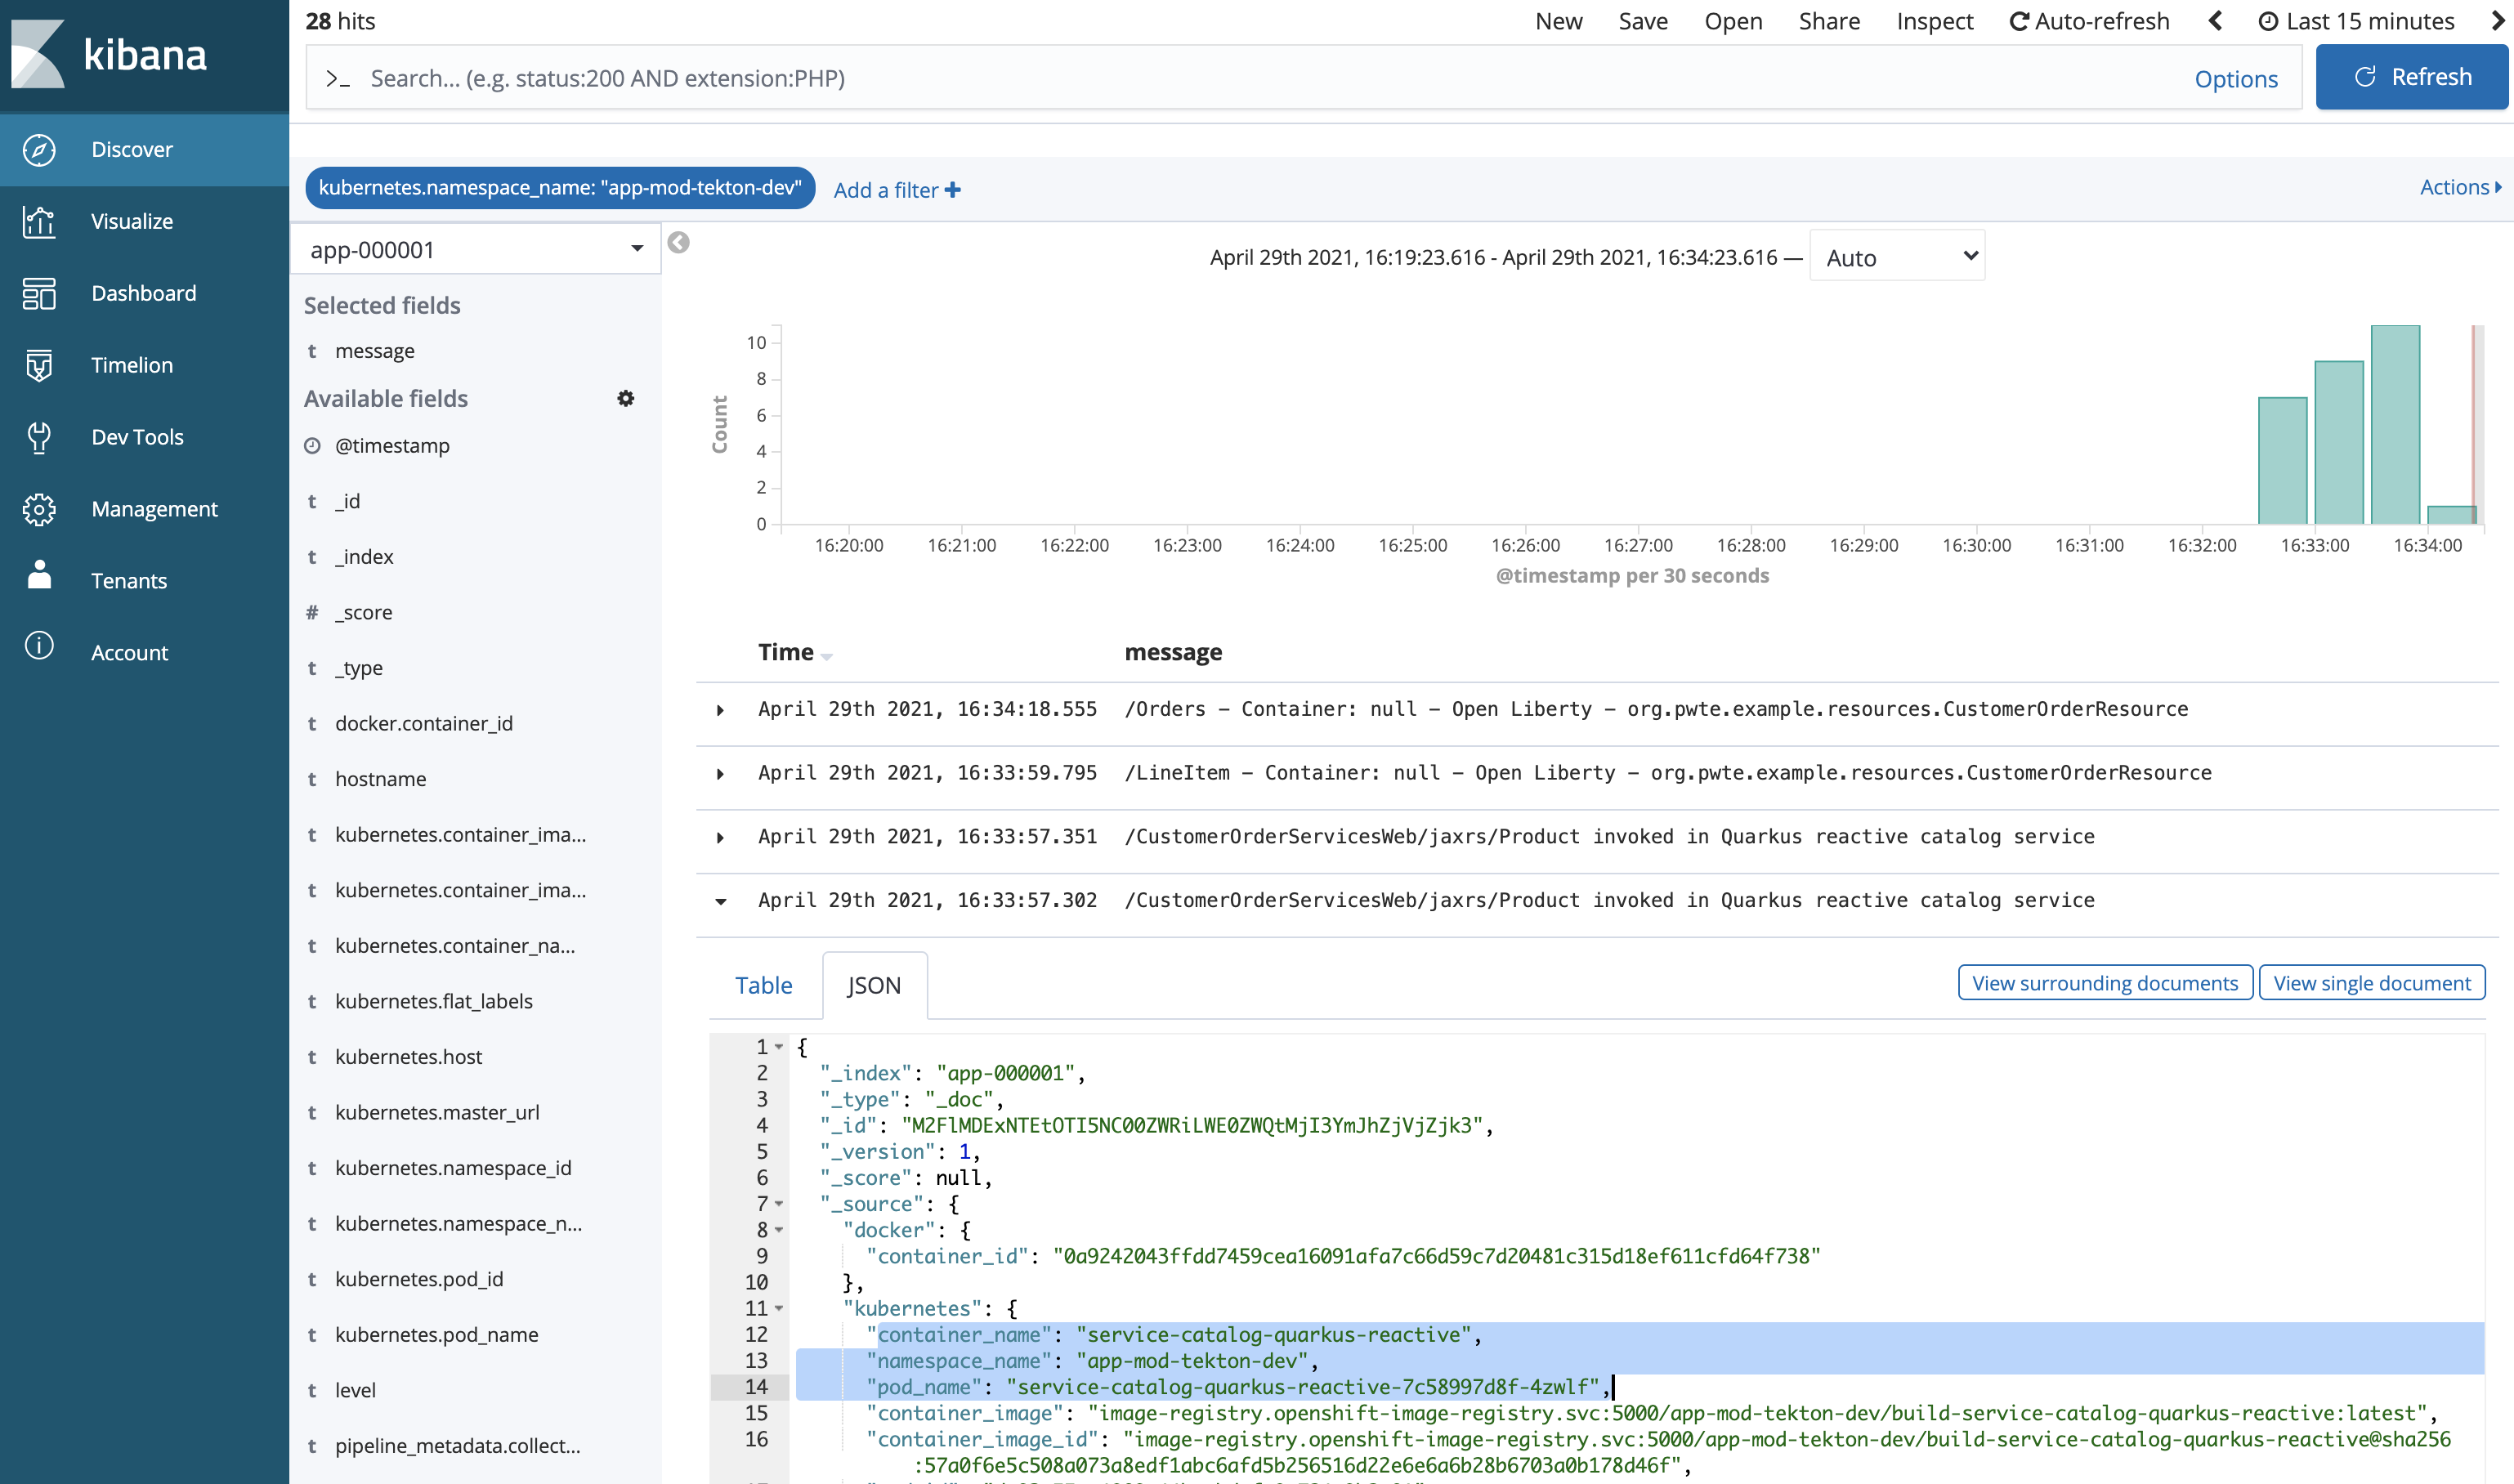 kibana
Discover
Visualize
Dashboard
Timelion
Dev Tools
Management
Tenants
Account
28 hits
New Save Open Share Inspect Auto-refresh Last 15 minutes
>_ Search... (e.g. status:200 AND extension:PHP) Options Refresh
kubernetes.namespace_name: "app-mod-tekton-dev" Add a filter + Actions
app-000001
Selected fields
t message
Available fields
@timestamp
t _id
t _index
# _score
t _type
t docker.container_id
t hostname
t kubernetes.container_ima...
t kubernetes.container_ima...
t kubernetes.container_na...
t kubernetes.flat_labels
t kubernetes.host
t kubernetes.master_url
t kubernetes.namespace_id
t kubernetes.namespace_n...
t kubernetes.pod_id
t kubernetes.pod_name
t level
t pipeline_metadata.collect...
April 29th 2021, 16:19:23.616 - April 29th 2021, 16:34:23.616 — Auto
Count
10
8
6
4
2
0
16:20:00 16:21:00 16:22:00 16:23:00 16:24:00 16:25:00 16:26:00 16:27:00 16:28:00 16:29:00 16:30:00 16:31:00 16:32:00 16:33:00 16:34:00
@timestamp per 30 seconds
Time message
April 29th 2021, 16:34:18.555 /Orders – Container: null – Open Liberty – org.pwte.example.resources.CustomerOrderResource
April 29th 2021, 16:33:59.795 /LineItem – Container: null – Open Liberty – org.pwte.example.resources.CustomerOrderResource
April 29th 2021, 16:33:57.351 /CustomerOrderServicesWeb/jaxrs/Product invoked in Quarkus reactive catalog service
April 29th 2021, 16:33:57.302 /CustomerOrderServicesWeb/jaxrs/Product invoked in Quarkus reactive catalog service
Table JSON View surrounding documents View single document
1 {
2 "_index": "app-000001",
3 "_type": "_doc",
4 "_id": "M2FlMDExNTEtOTI5NC00ZWRiLWE0ZWQtMjI3YmJhZjVjZjk3",
5 "_version": 1,
6 "_score": null,
7 "_source": {
8 "docker": {
9 "container_id": "0a9242043ffdd7459cea16091afa7c66d59c7d20481c315d18ef611cfd64f738"
10 },
11 "kubernetes": {
12 "container_name": "service-catalog-quarkus-reactive",
13 "namespace_name": "app-mod-tekton-dev",
14 "pod_name": "service-catalog-quarkus-reactive-7c58997d8f-4zwlf",
15 "container_image": "image-registry.openshift-image-registry.svc:5000/app-mod-tekton-dev/build-service-catalog-quarkus-reactive:latest",
16 "container_image_id": "image-registry.openshift-image-registry.svc:5000/app-mod-tekton-dev/build-service-catalog-quarkus-reactive@sha256
:57a0f6e5c508a073a8edf1abc6afd5b256516d22e6e6a6b28b6703a0b178d46f",